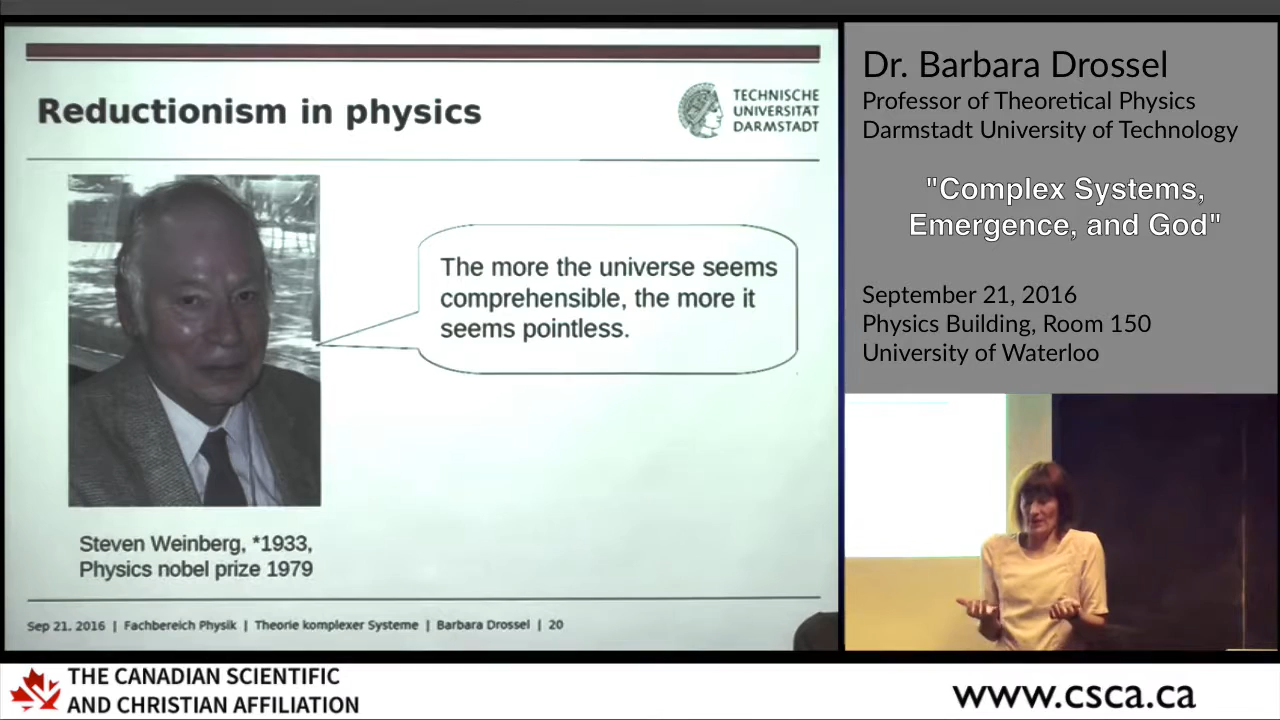 Reductionism in physics
TECHNISCHE
UNIVERSITÄT
DARMSTADT
The more the universe seems
comprehensible, the more it
seems pointless.
Steven Weinberg, *1933,
Physics nobel prize 1979
Sep 21, 2016 | Fachbereich Physik | Theorie komplexer Systeme | Barbara Drossel | 20
Dr. Barbara Drossel
Professor of Theoretical Physics
Darmstadt University of Technology
"Complex Systems,
Emergence, and God"
September 21, 2016
Physics Building, Room 150
University of Waterloo
THE CANADIAN SCIENTIFIC
AND CHRISTIAN AFFILIATION
www.csca.ca